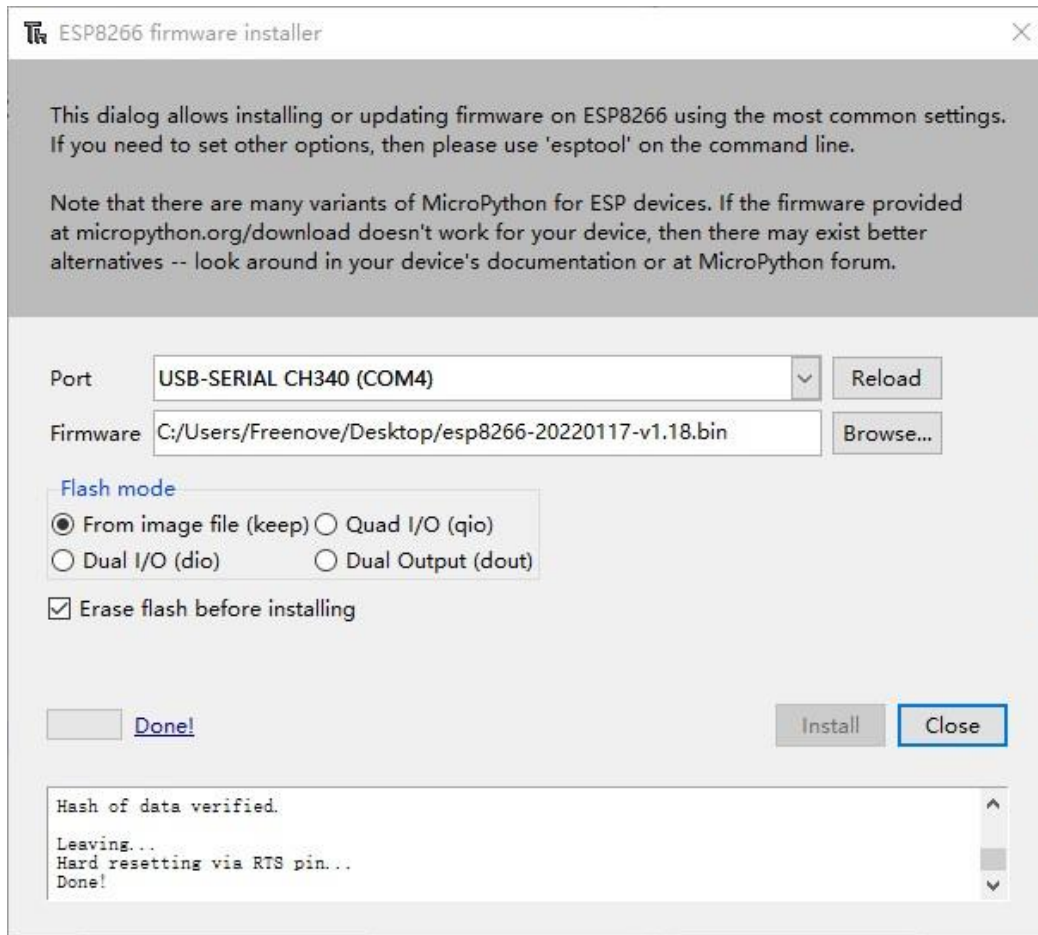 ESP8266 firmware installer
This dialog allows installing or updating firmware on ESP8266 using the most common settings.
If you need to set other options, then please use 'esptool' on the command line.
Note that there are many variants of MicroPython for ESP devices. If the firmware provided
at micropython.org/download doesn't work for your device, then there may exist better
alternatives -- look around in your device's documentation or at MicroPython forum.
Port USB-SERIAL CH340 (COM4) Reload
Firmware C:/Users/Freenove/Desktop/esp8266-20220117-v1.18.bin Browse...
Flash mode
From image file (keep) Quad I/O (qio)
Dual I/O (dio) Dual Output (dout)
Erase flash before installing
Done! Install Close
Hash of data verified.
Leaving...
Hard resetting via RTS pin...
Done!